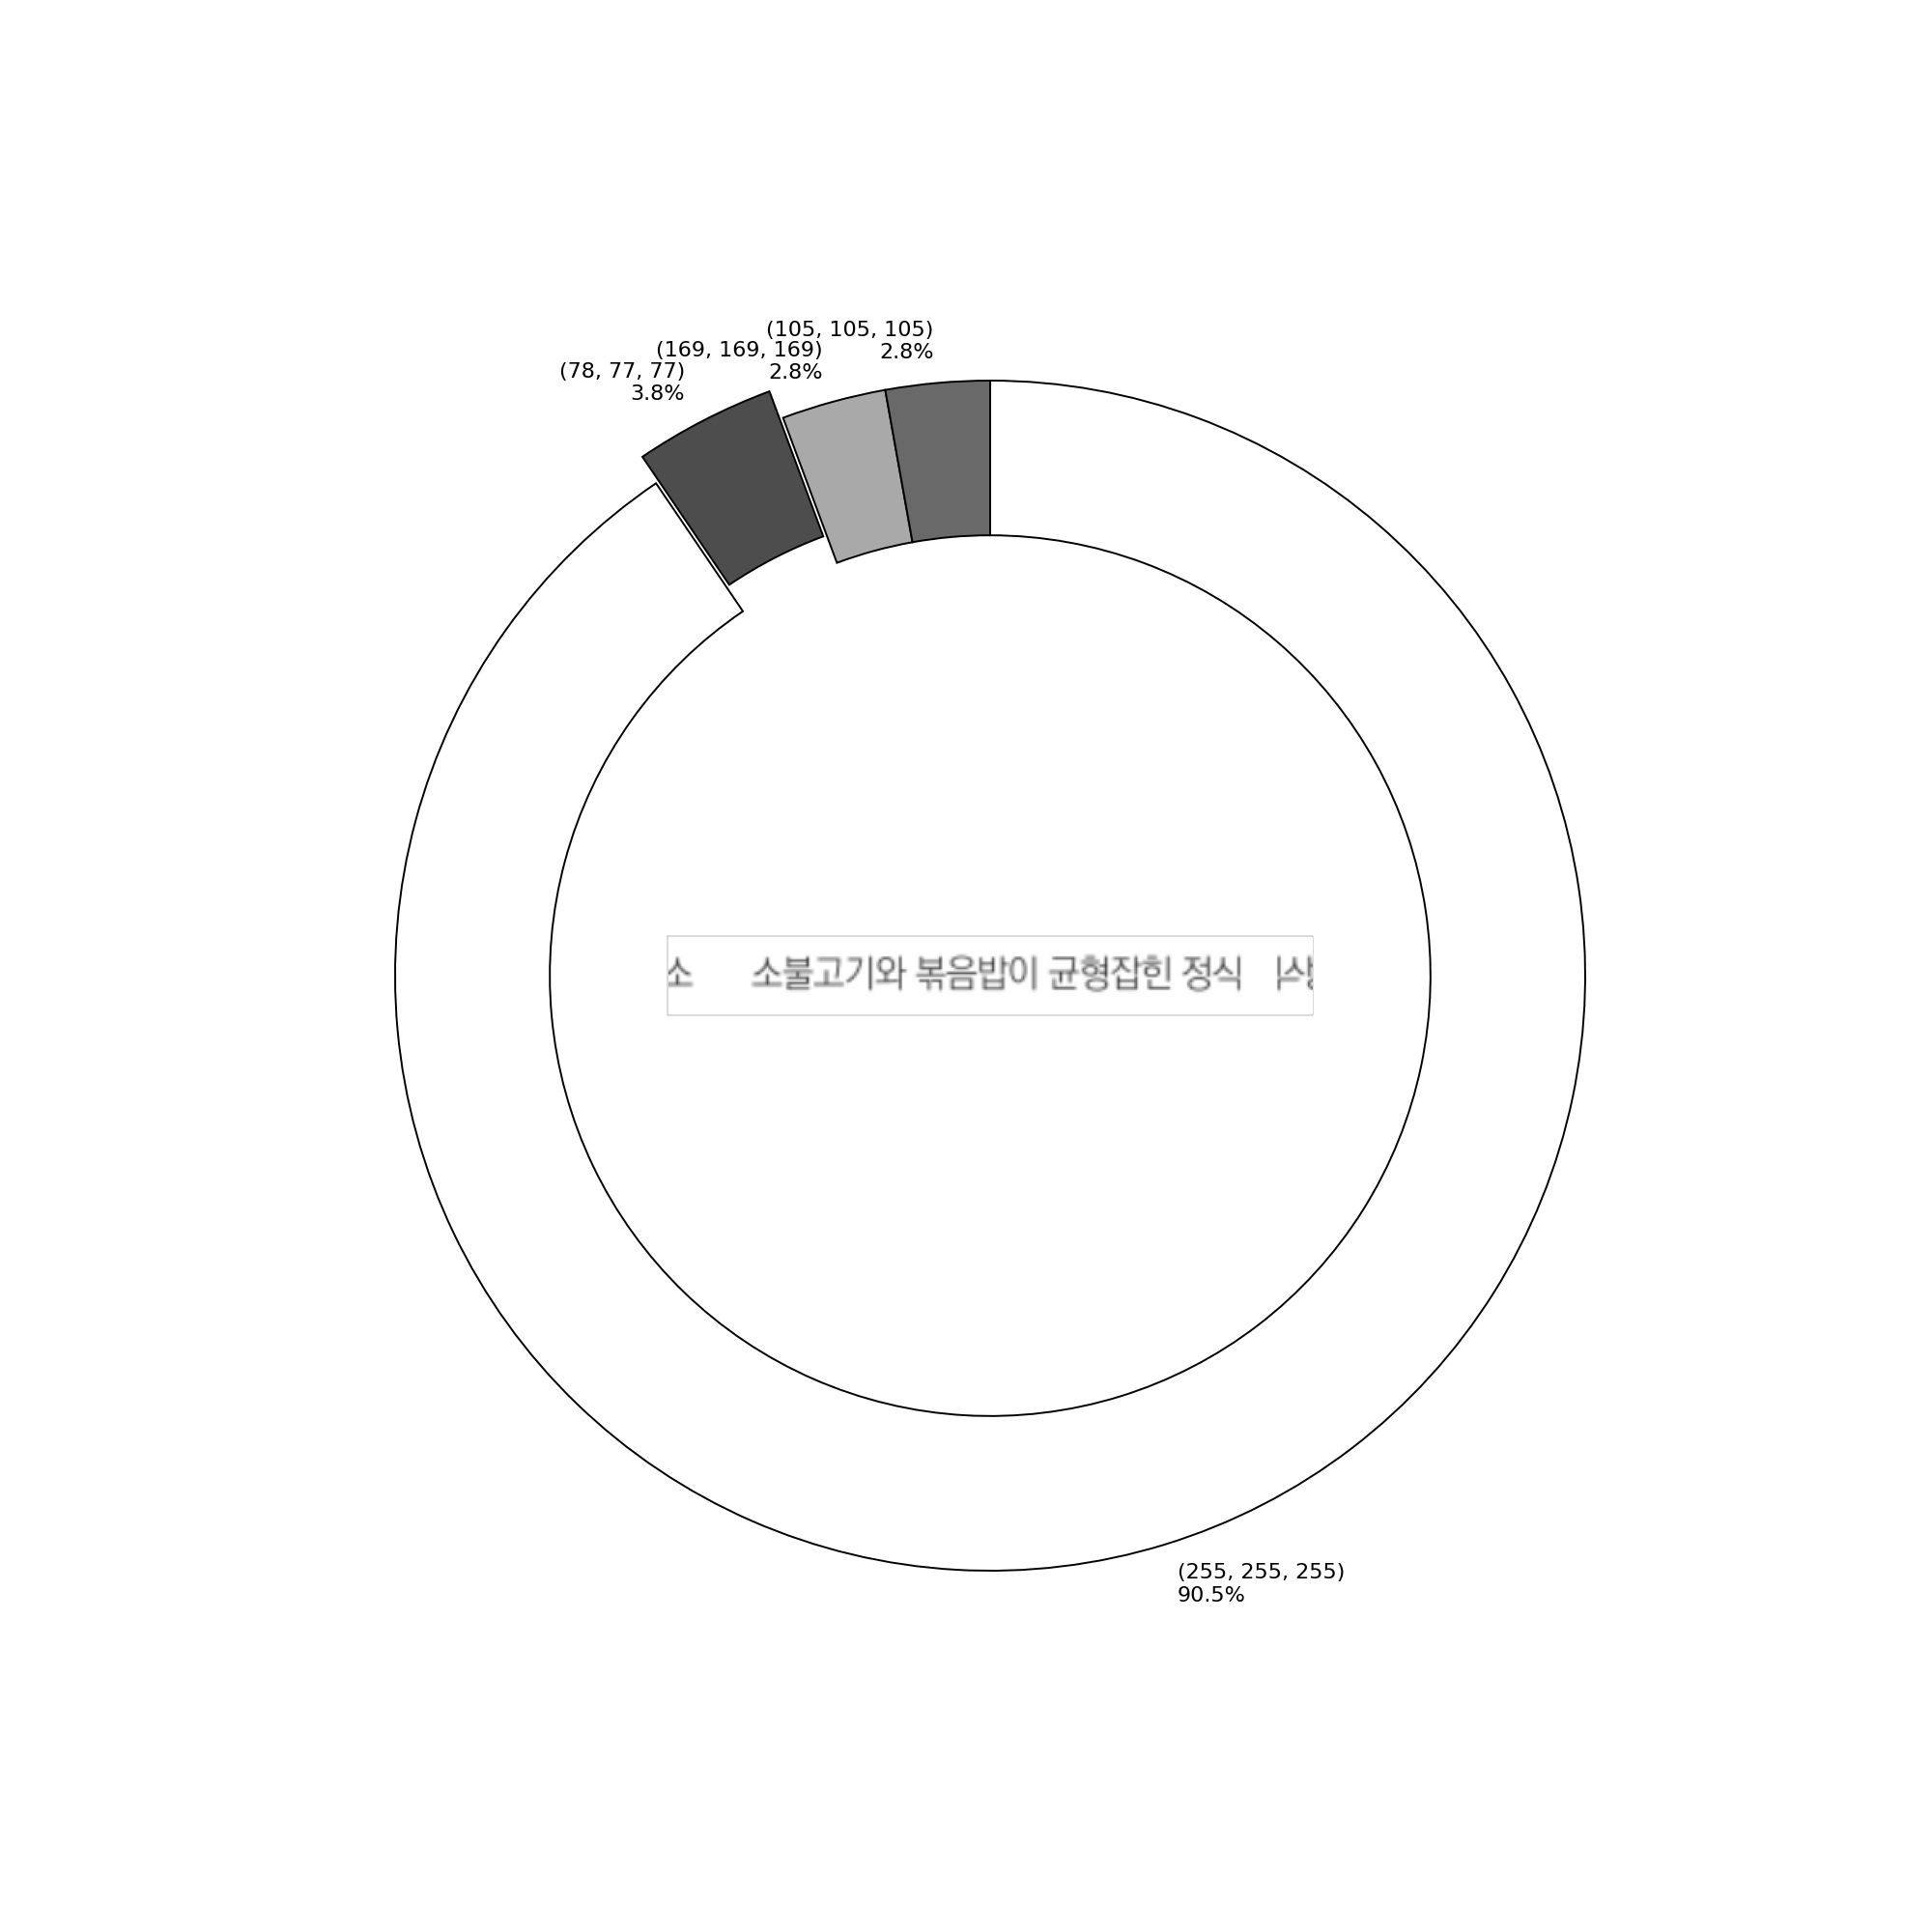 (105, 105, 105)
2.8%
(169, 169, 169)
2.8%
(78, 77, 77)
3.8%
소 소불고기와 볶음밥이 균형잡힌 정식
(255, 255, 255)
90.5%